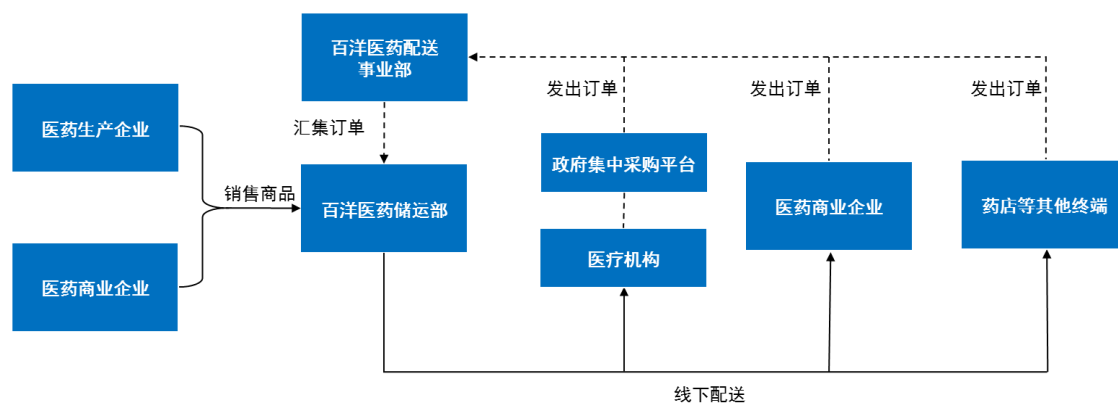 百洋医药配送
事业部
发出订单
发出订单
发出订单
医药生产企业
汇集订单
政府集中采购平台
销售商品
百洋医药储运部
医药商业企业
药店等其他终端
医疗机构
医药商业企业
线下配送